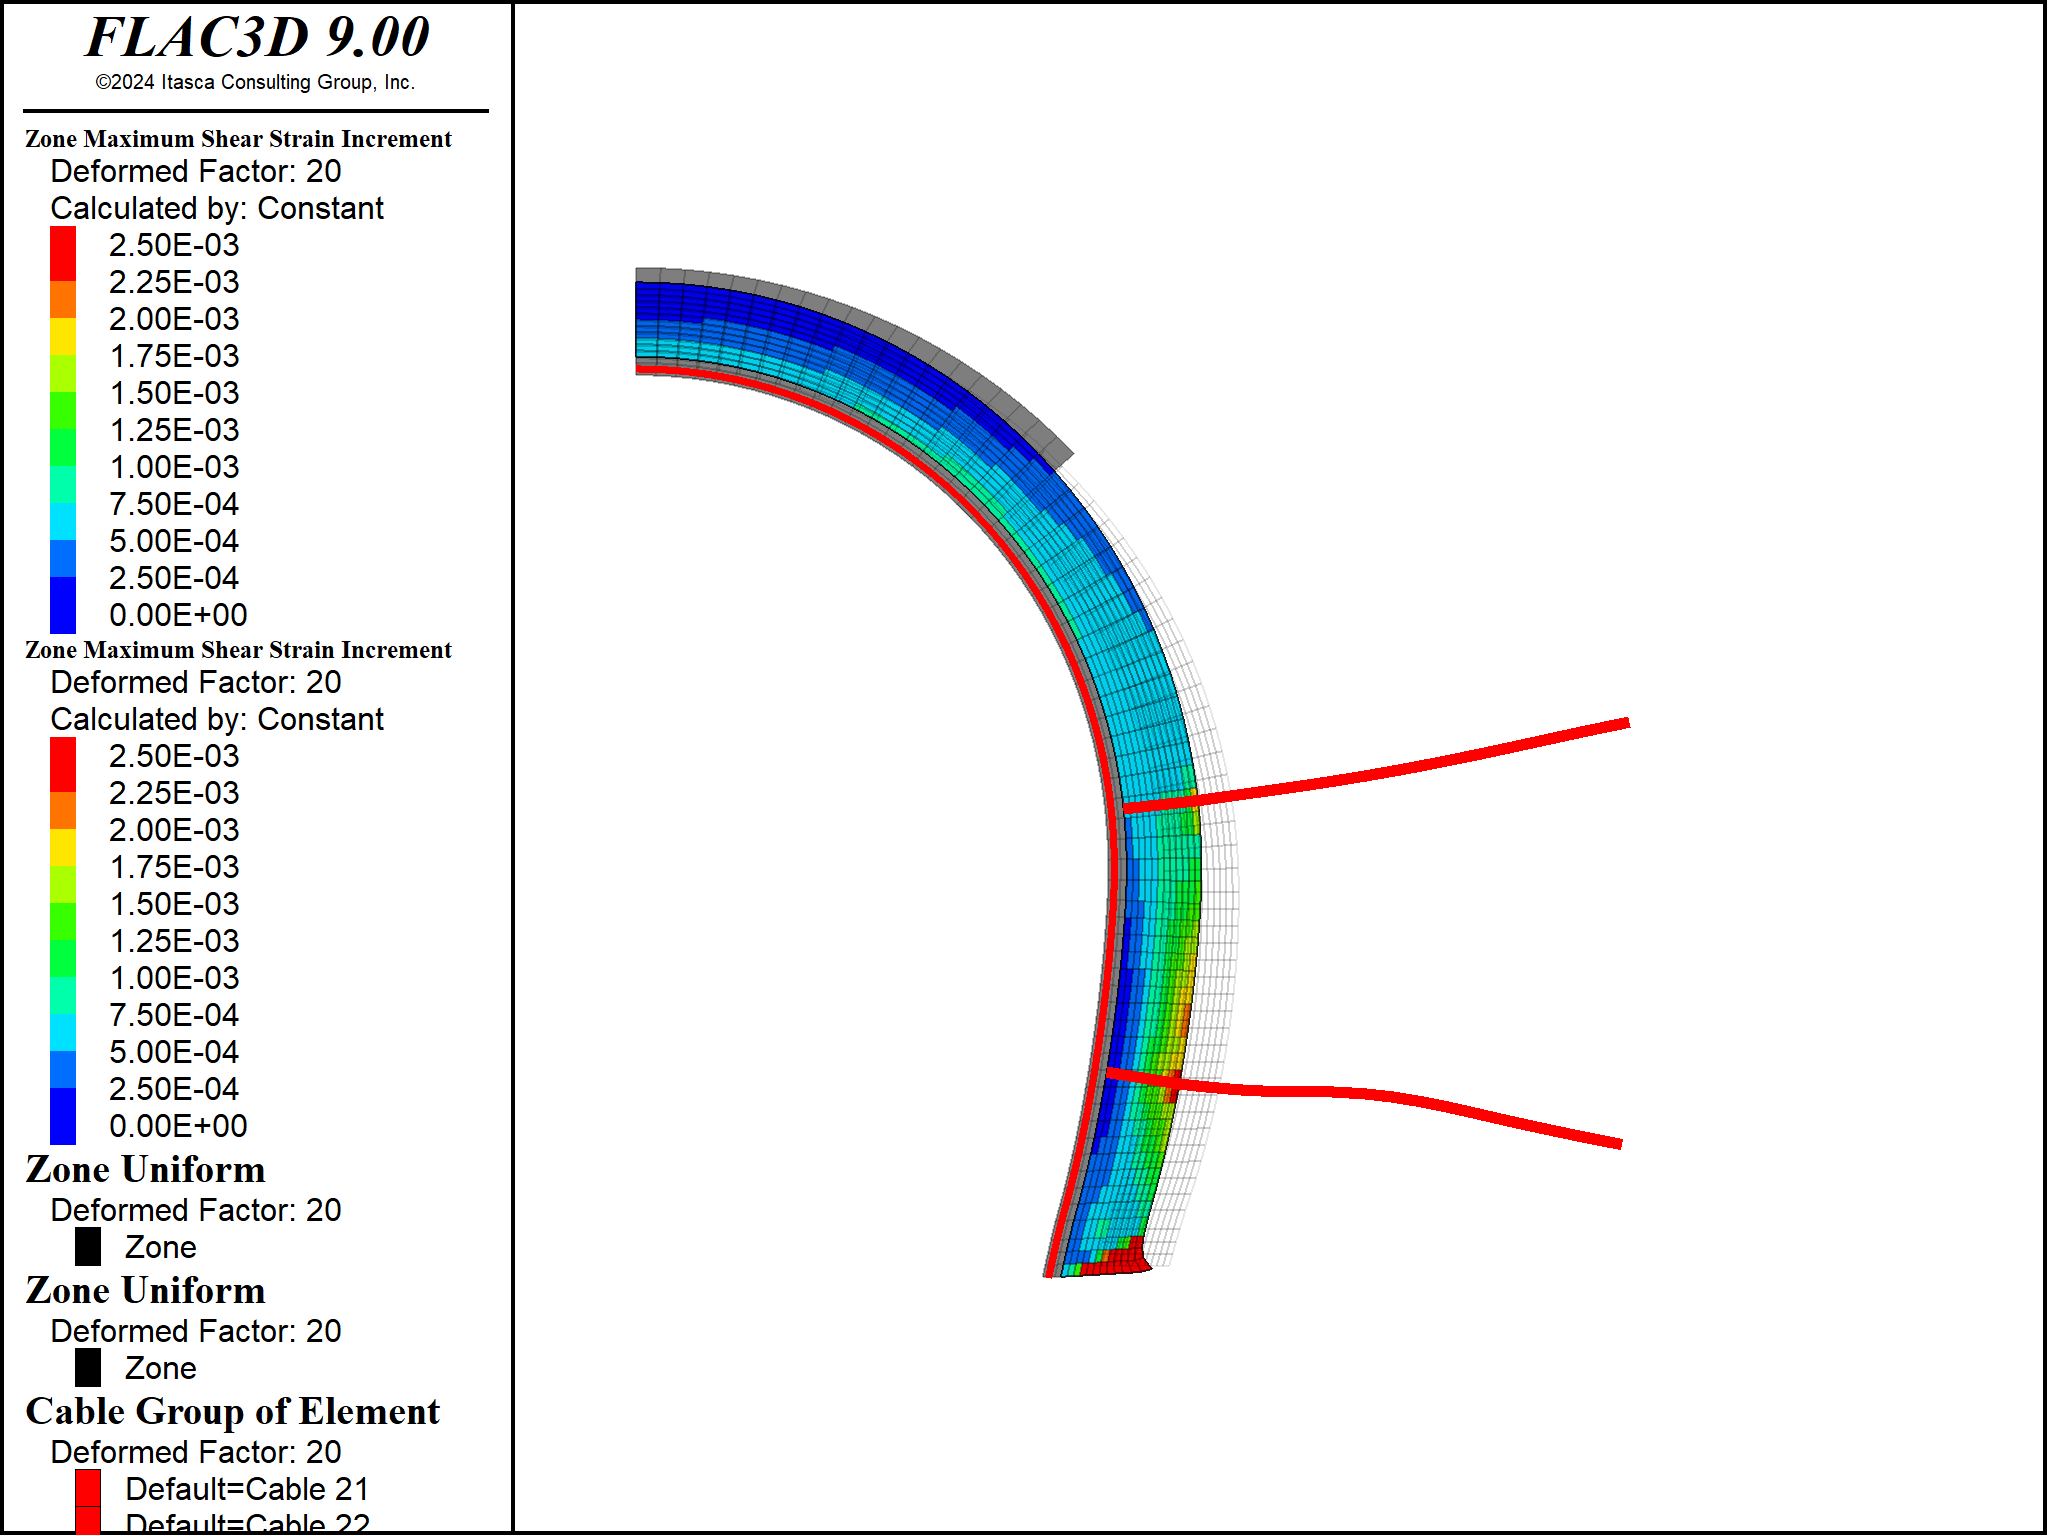 FLAC3D 9.00
©2024 Itasca Consulting Group, Inc.
Zone Maximum Shear Strain Increment
Deformed Factor: 20
Calculated by: Constant
2.50E-03
2.25E-03
2.00E-03
1.75E-03
1.50E-03
1.25E-03
1.00E-03
7.50E-04
5.00E-04
2.50E-04
0.00E+00
Zone Maximum Shear Strain Increment
Deformed Factor: 20
Calculated by: Constant
2.50E-03
2.25E-03
2.00E-03
1.75E-03
1.50E-03
1.25E-03
1.00E-03
7.50E-04
5.00E-04
2.50E-04
0.00E+00
Zone Uniform
Deformed Factor: 20
Zone
Zone Uniform
Deformed Factor: 20
Zone
Cable Group of Element
Deformed Factor: 20
Default=Cable 21
Default=Cable 22